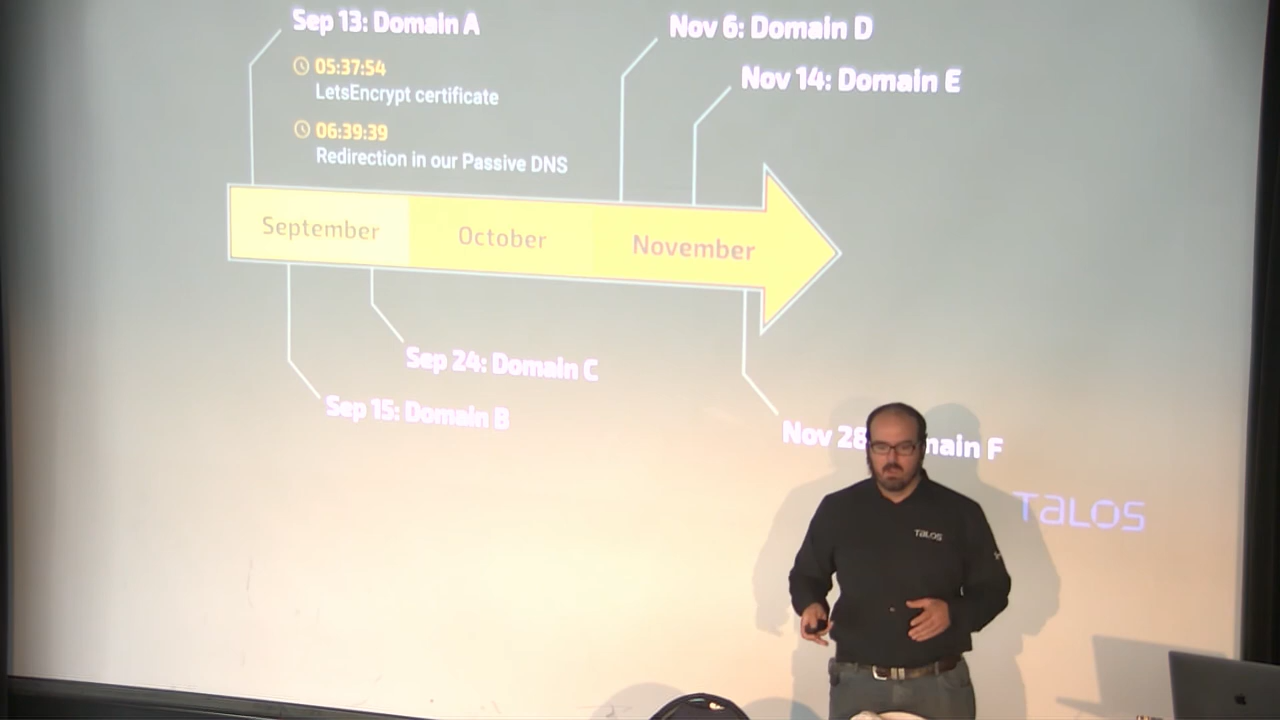 Sep 13: Domain A
05:37:54
LetsEncrypt certificate
06:39:39
Redirection in our Passive DNS
Nov 6: Domain D
Nov 14: Domain E
September
October
November
Sep 24: Domain C
Sep 15: Domain B
Nov 28 main F
TALOS
TALOS